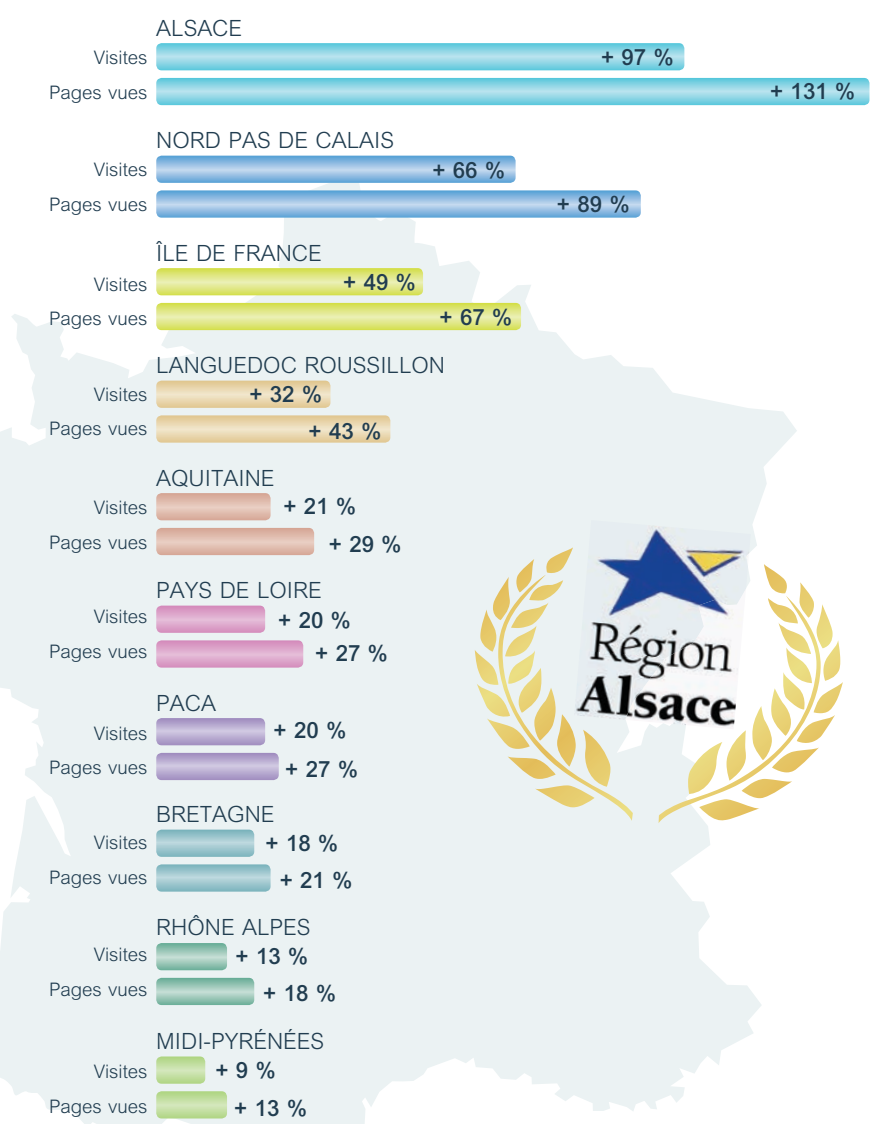 ALSACE
Visites + 97 %
Pages vues + 131 %
NORD PAS DE CALAIS
Visites + 66 %
Pages vues + 89 %
ÎLE DE FRANCE
Visites + 49 %
Pages vues + 67 %
LANGUEDOC ROUSSILLON
Visites + 32 %
Pages vues + 43 %
AQUITAINE
Visites + 21 %
Pages vues + 29 %
PAYS DE LOIRE
Visites + 20 %
Pages vues + 27 %
Région
Alsace
PACA
Visites + 20 %
Pages vues + 27 %
BRETAGNE
Visites + 18 %
Pages vues + 21 %
RHÔNE ALPES
Visites + 13 %
Pages vues + 18 %
MIDI-PYRÉNÉES
Visites + 9 %
Pages vues + 13 %